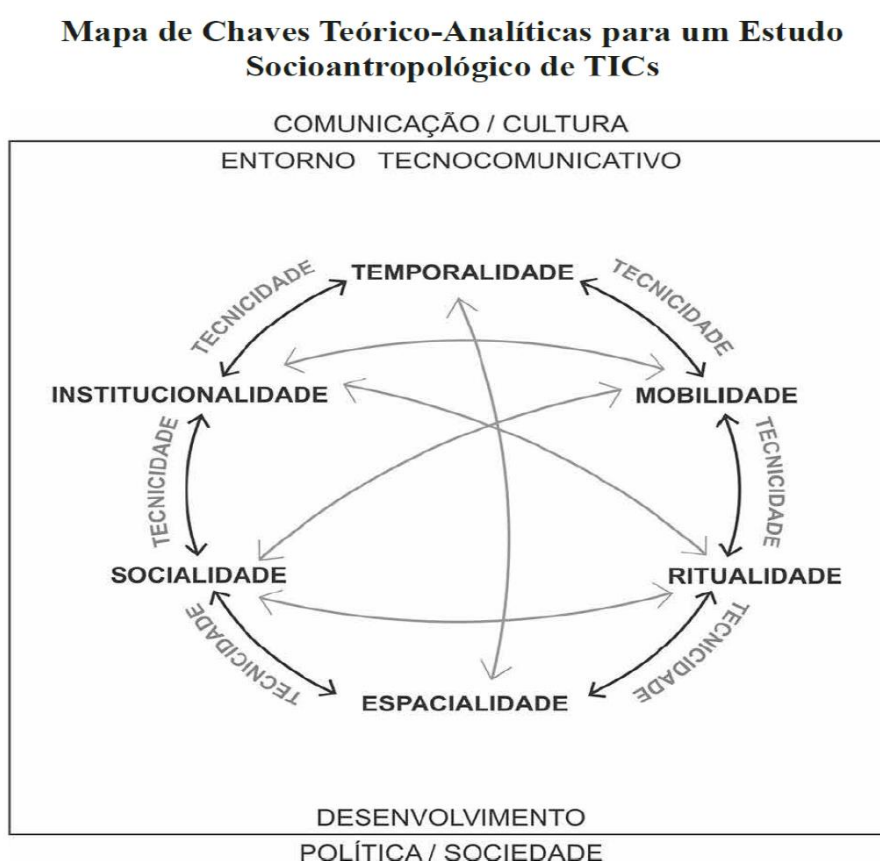 Mapa de Chaves Teórico-Analíticas para um Estudo
Socioantropológico de TICs
COMUNICAÇÃO / CULTURA
ENTORNO TECNOCOMUNICATIVO
TECNICIDADE
TEMPORALIDADE
TECNICIDADE
INSTITUCIONALIDADE
MOBILIDADE
TECNICIDADE
TECNICIDADE
SOCIALIDADE
RITUALIDADE
TECNICIDADE
TECNICIDADE
ESPACIALIDADE
DESENVOLVIMENTO
POLÍTICA / SOCIEDADE